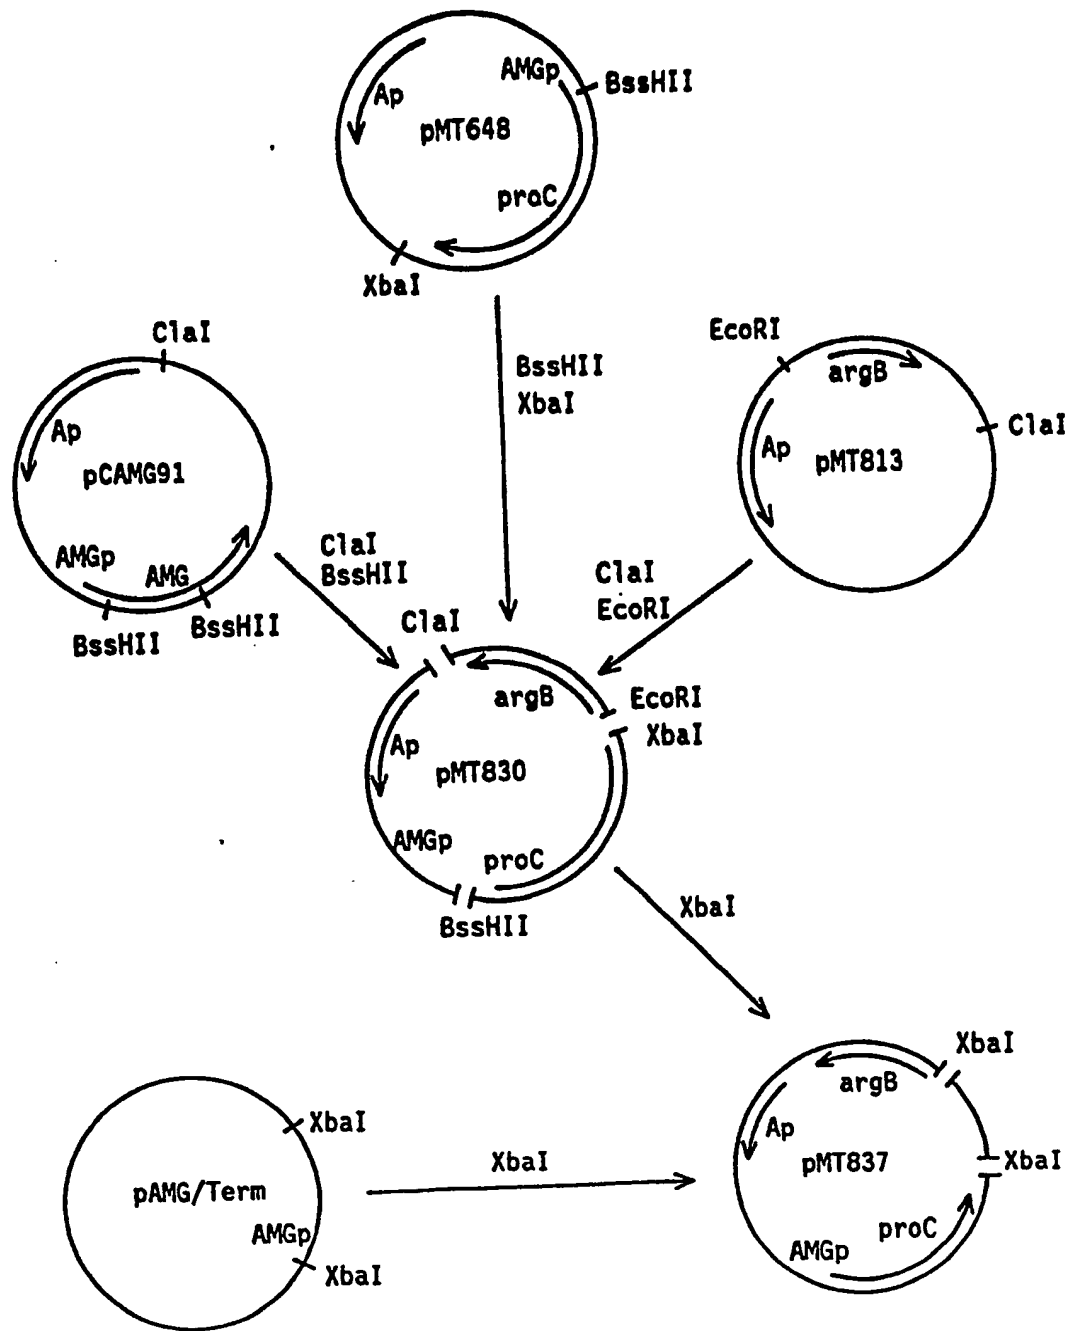 AMGp
BssHII
Ap
pMT648
proC
XbaI
ClaI
EcoRI
argB
BssHII
XbaI
Ap
ClaI
pCAMG91
Ap
pMT813
AMGp
AMG
ClaI
BssHII
ClaI
EcoRI
BssHII
BssHII
ClaI
argB
EcoRI
XbaI
Ap
pMT830
AMGp
proC
BssHII
XbaI
XbaI
argB
XbaI
Ap
XbaI
pMT837
XbaI
pAMG/Term
AMGp
proC
AMGp
XbaI